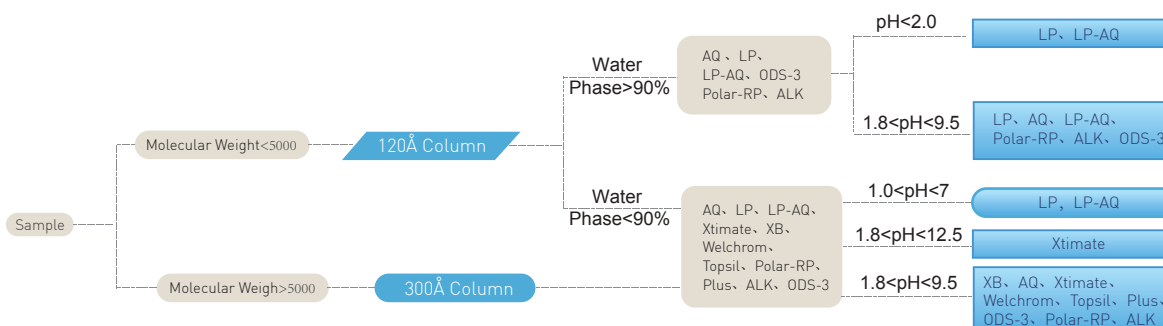 Sample
Molecular Weight<5000
120Å Column
Water
Phase>90%
AQ 、LP、
LP-AQ、ODS-3
Polar-RP、ALK
pH<2.0
LP、LP-AQ
1.8<pH<9.5
LP、AQ、LP-AQ、
Polar-RP、ALK、ODS-3
Water
Phase<90%
AQ、LP、LP-AQ、
Xtimate、XB、
Welchrom、
Topsil、Polar-RP、
Plus、ALK、ODS-3
1.0<pH<7
LP，LP-AQ
1.8<pH<12.5
Xtimate
1.8<pH<9.5
XB、AQ、Xtimate、
Welchrom、Topsil、Plus、
ODS-3、Polar-RP、ALK
Molecular Weigh>5000
300Å Column